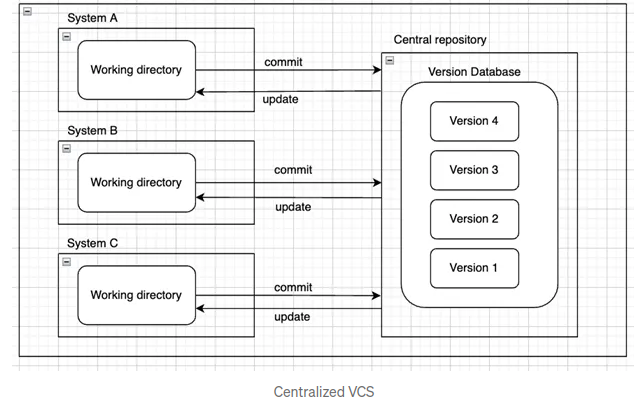 System A
Working directory
commit
update
Central repository
Version Database
Version 4
Version 3
Version 2
Version 1
System B
Working directory
commit
update
System C
Working directory
commit
update
Centralized VCS